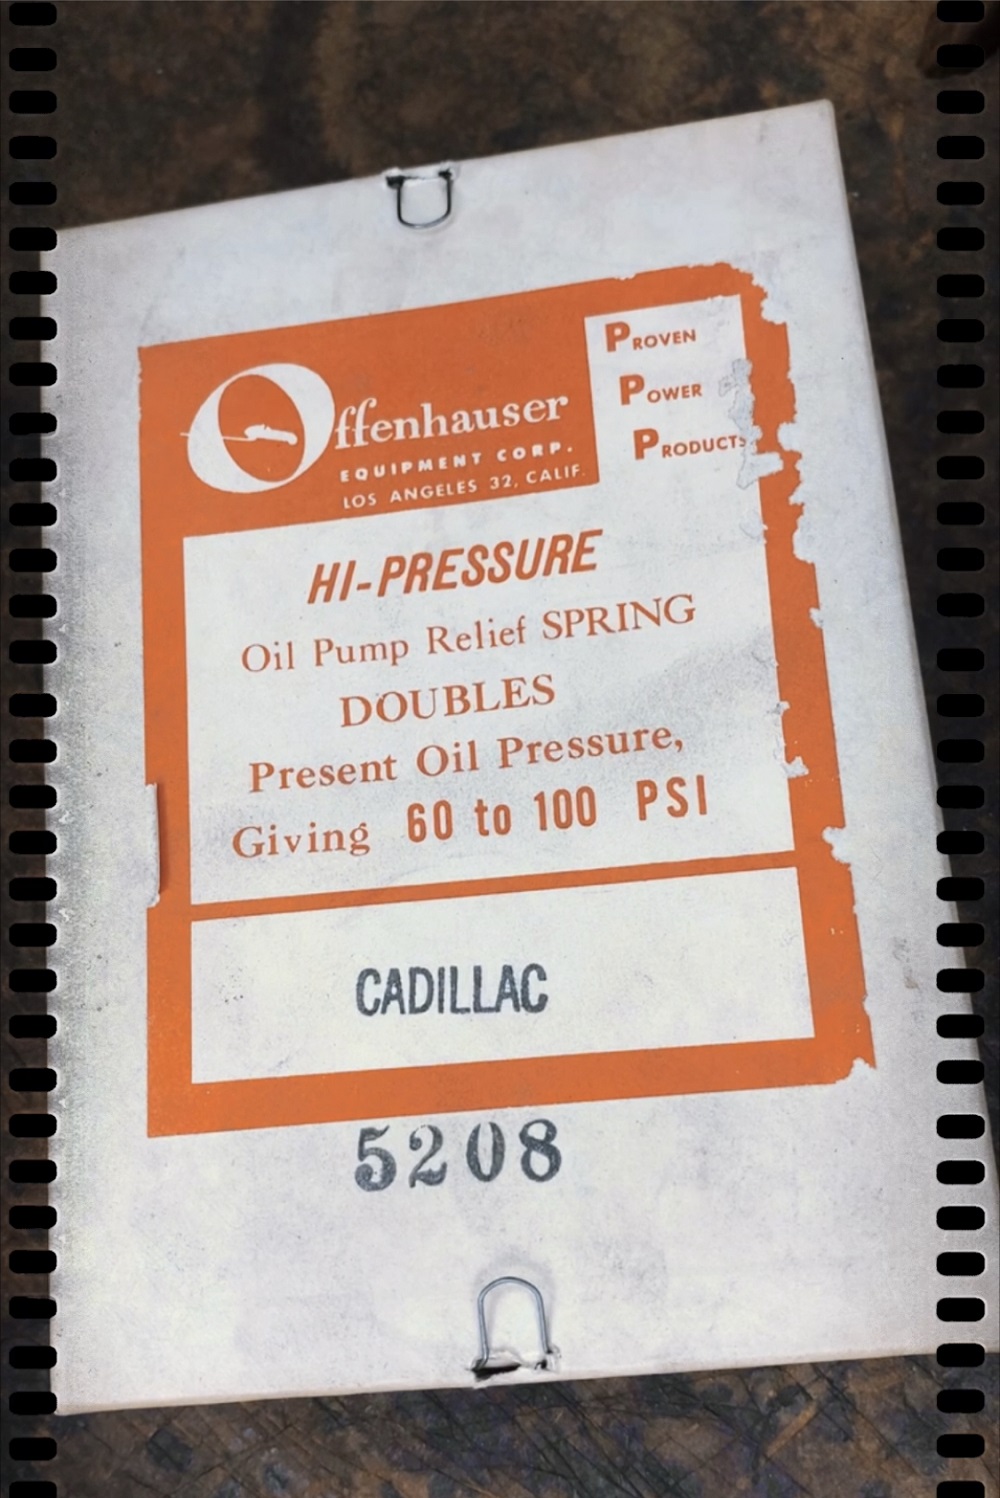 Offenhauser
EQUIPMENT CORP.
LOS ANGELES 32, CALIF.
PROVEN
POWER
PRODUCTS
HI-PRESSURE
Oil Pump Relief SPRING
DOUBLES
Present Oil Pressure,
Giving 60 to 100 PSI
CADILLAC
5208